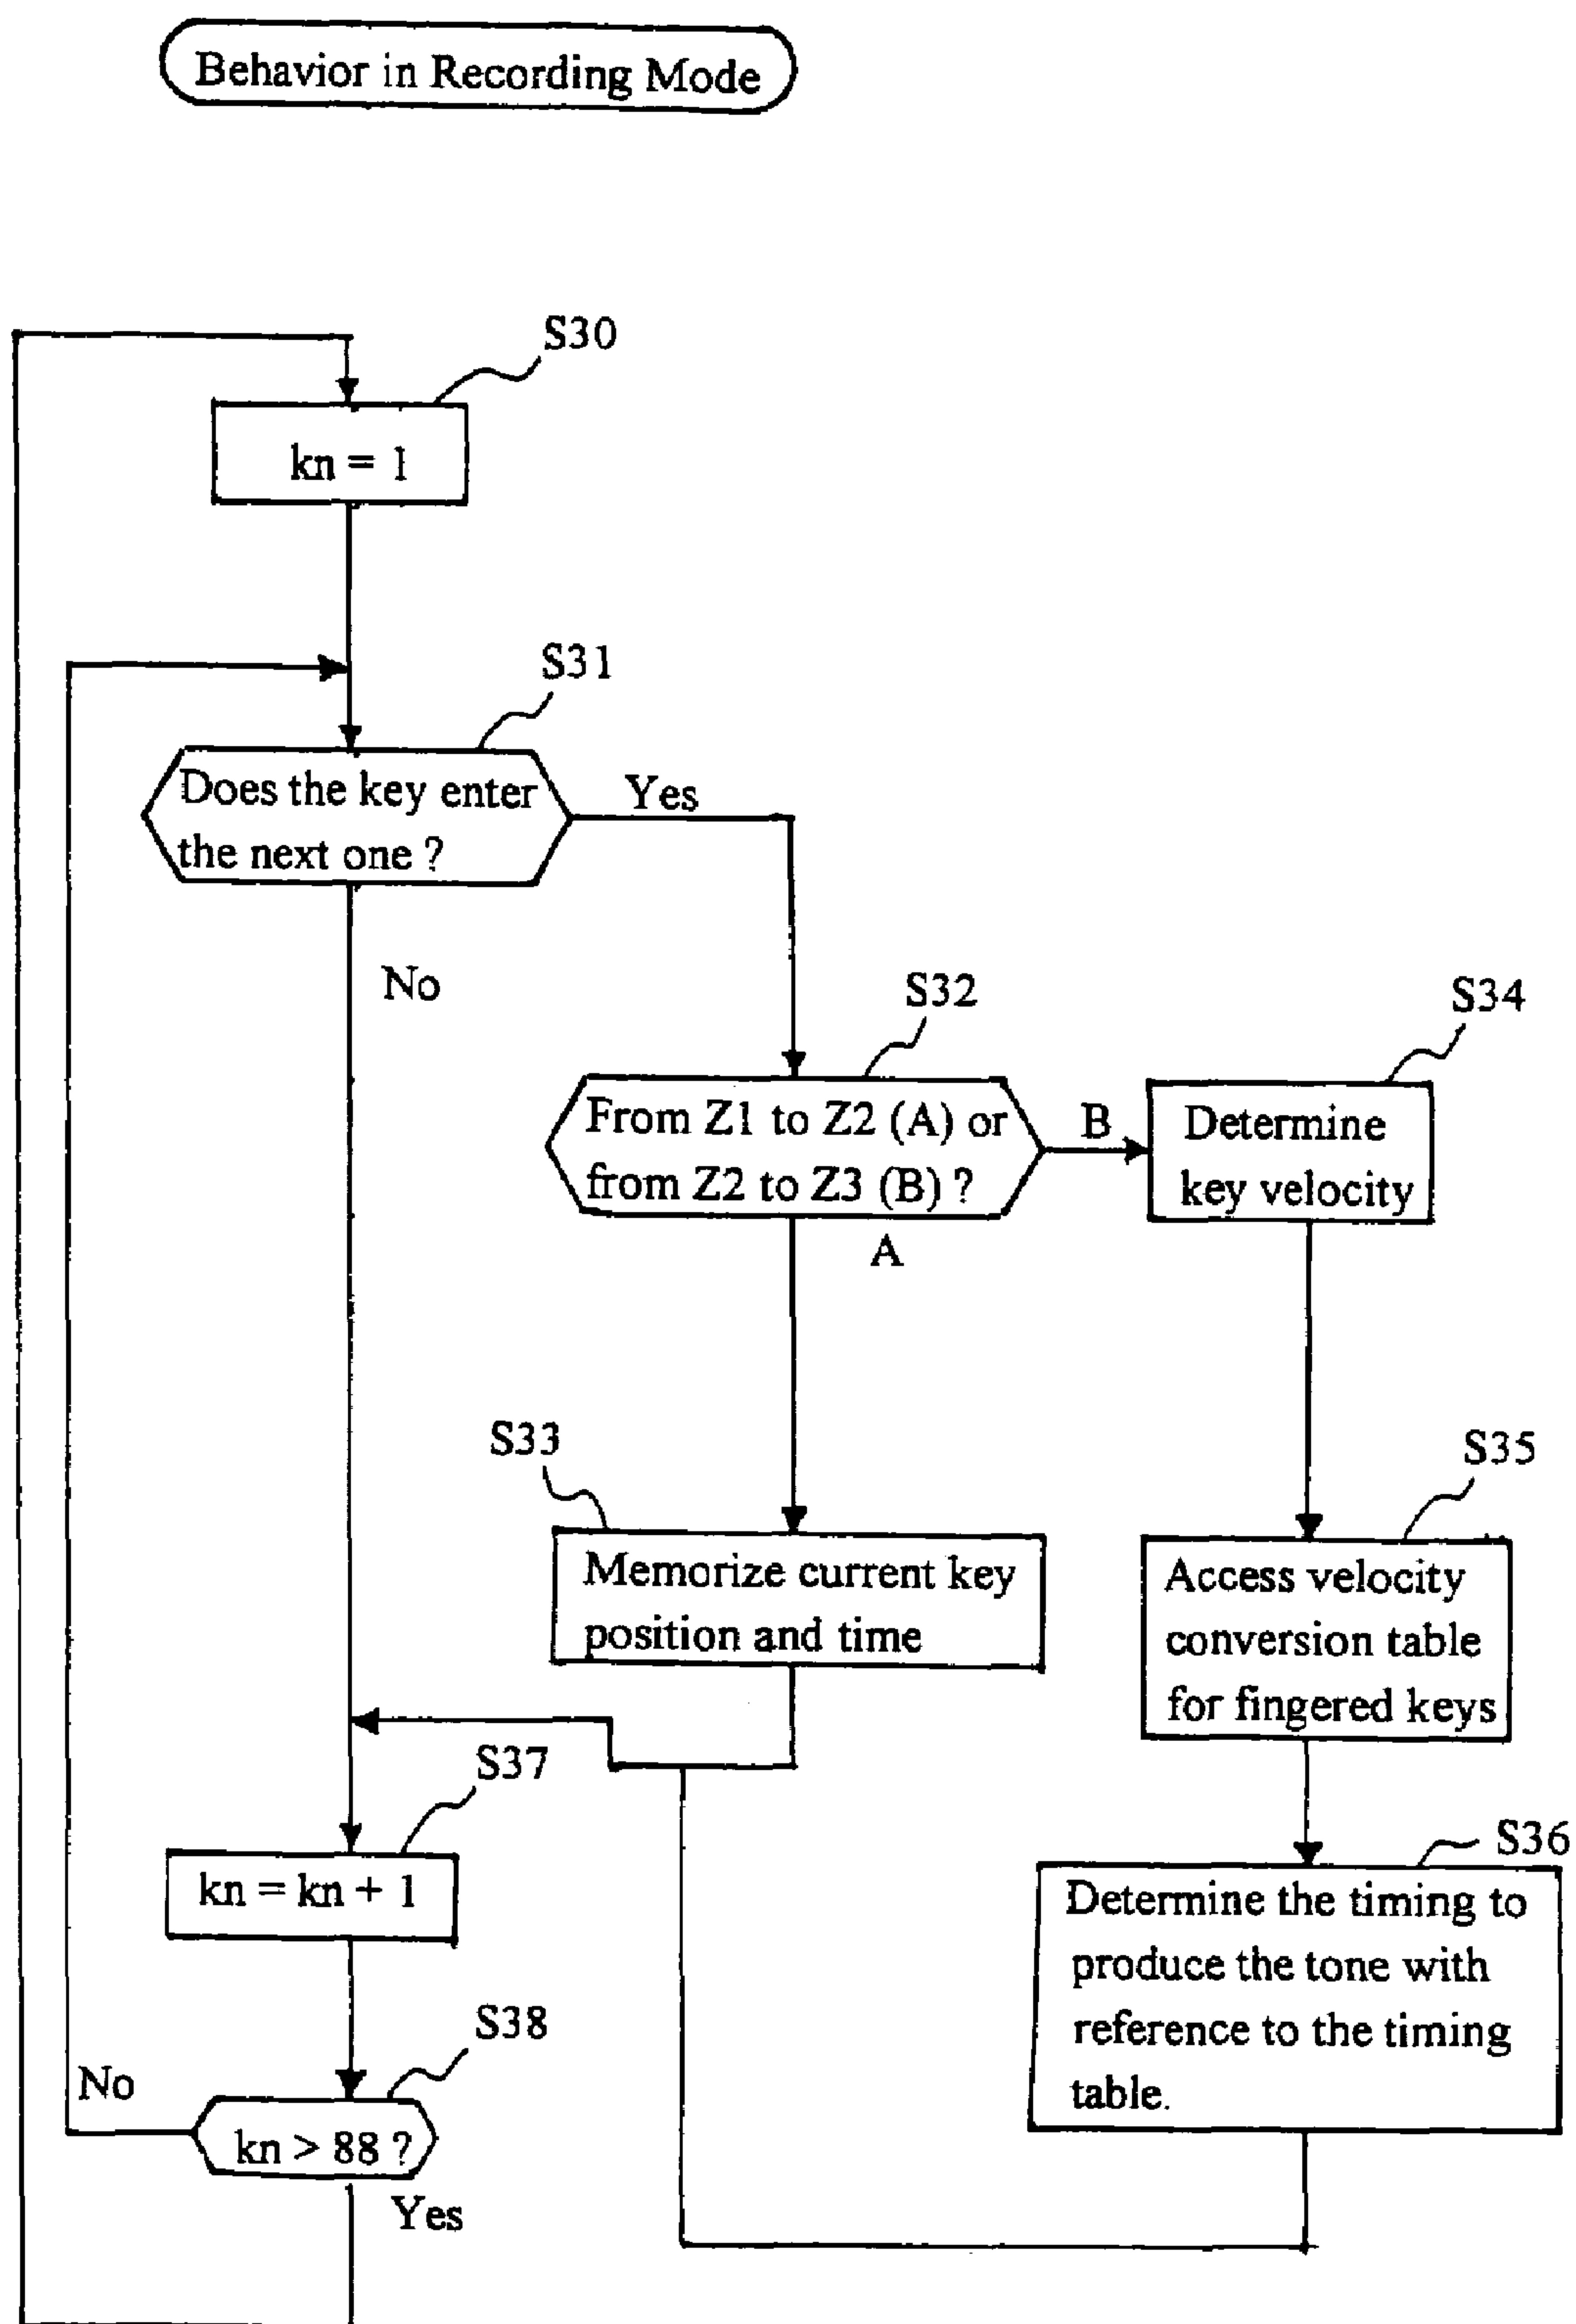 Behavior in Recording Mode
S30
kn = 1
S31
Does the key enter
the next one ?
Yes
No
S32
From Z1 to Z2 (A) or
from Z2 to Z3 (B) ?
B
A
S34
Determine
key velocity
S33
Memorize current key
position and time
S35
Access velocity
conversion table
for fingered keys
S37
kn = kn + 1
S36
Determine the timing to
produce the tone with
reference to the timing
table.
S38
kn > 88 ?
No
Yes